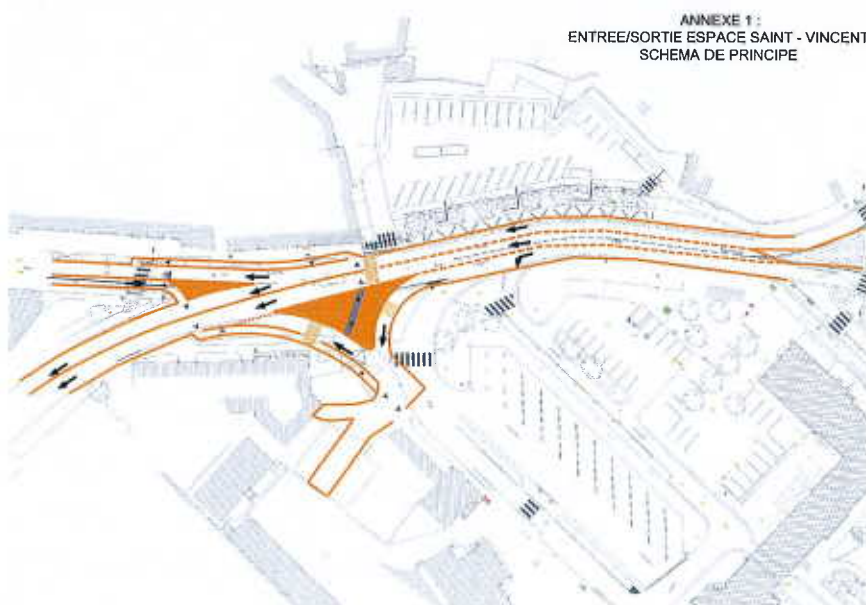 ANNEXE 1 :
ENTREE/SORTIE ESPACE SAINT - VINCENT
SCHEMA DE PRINCIPE